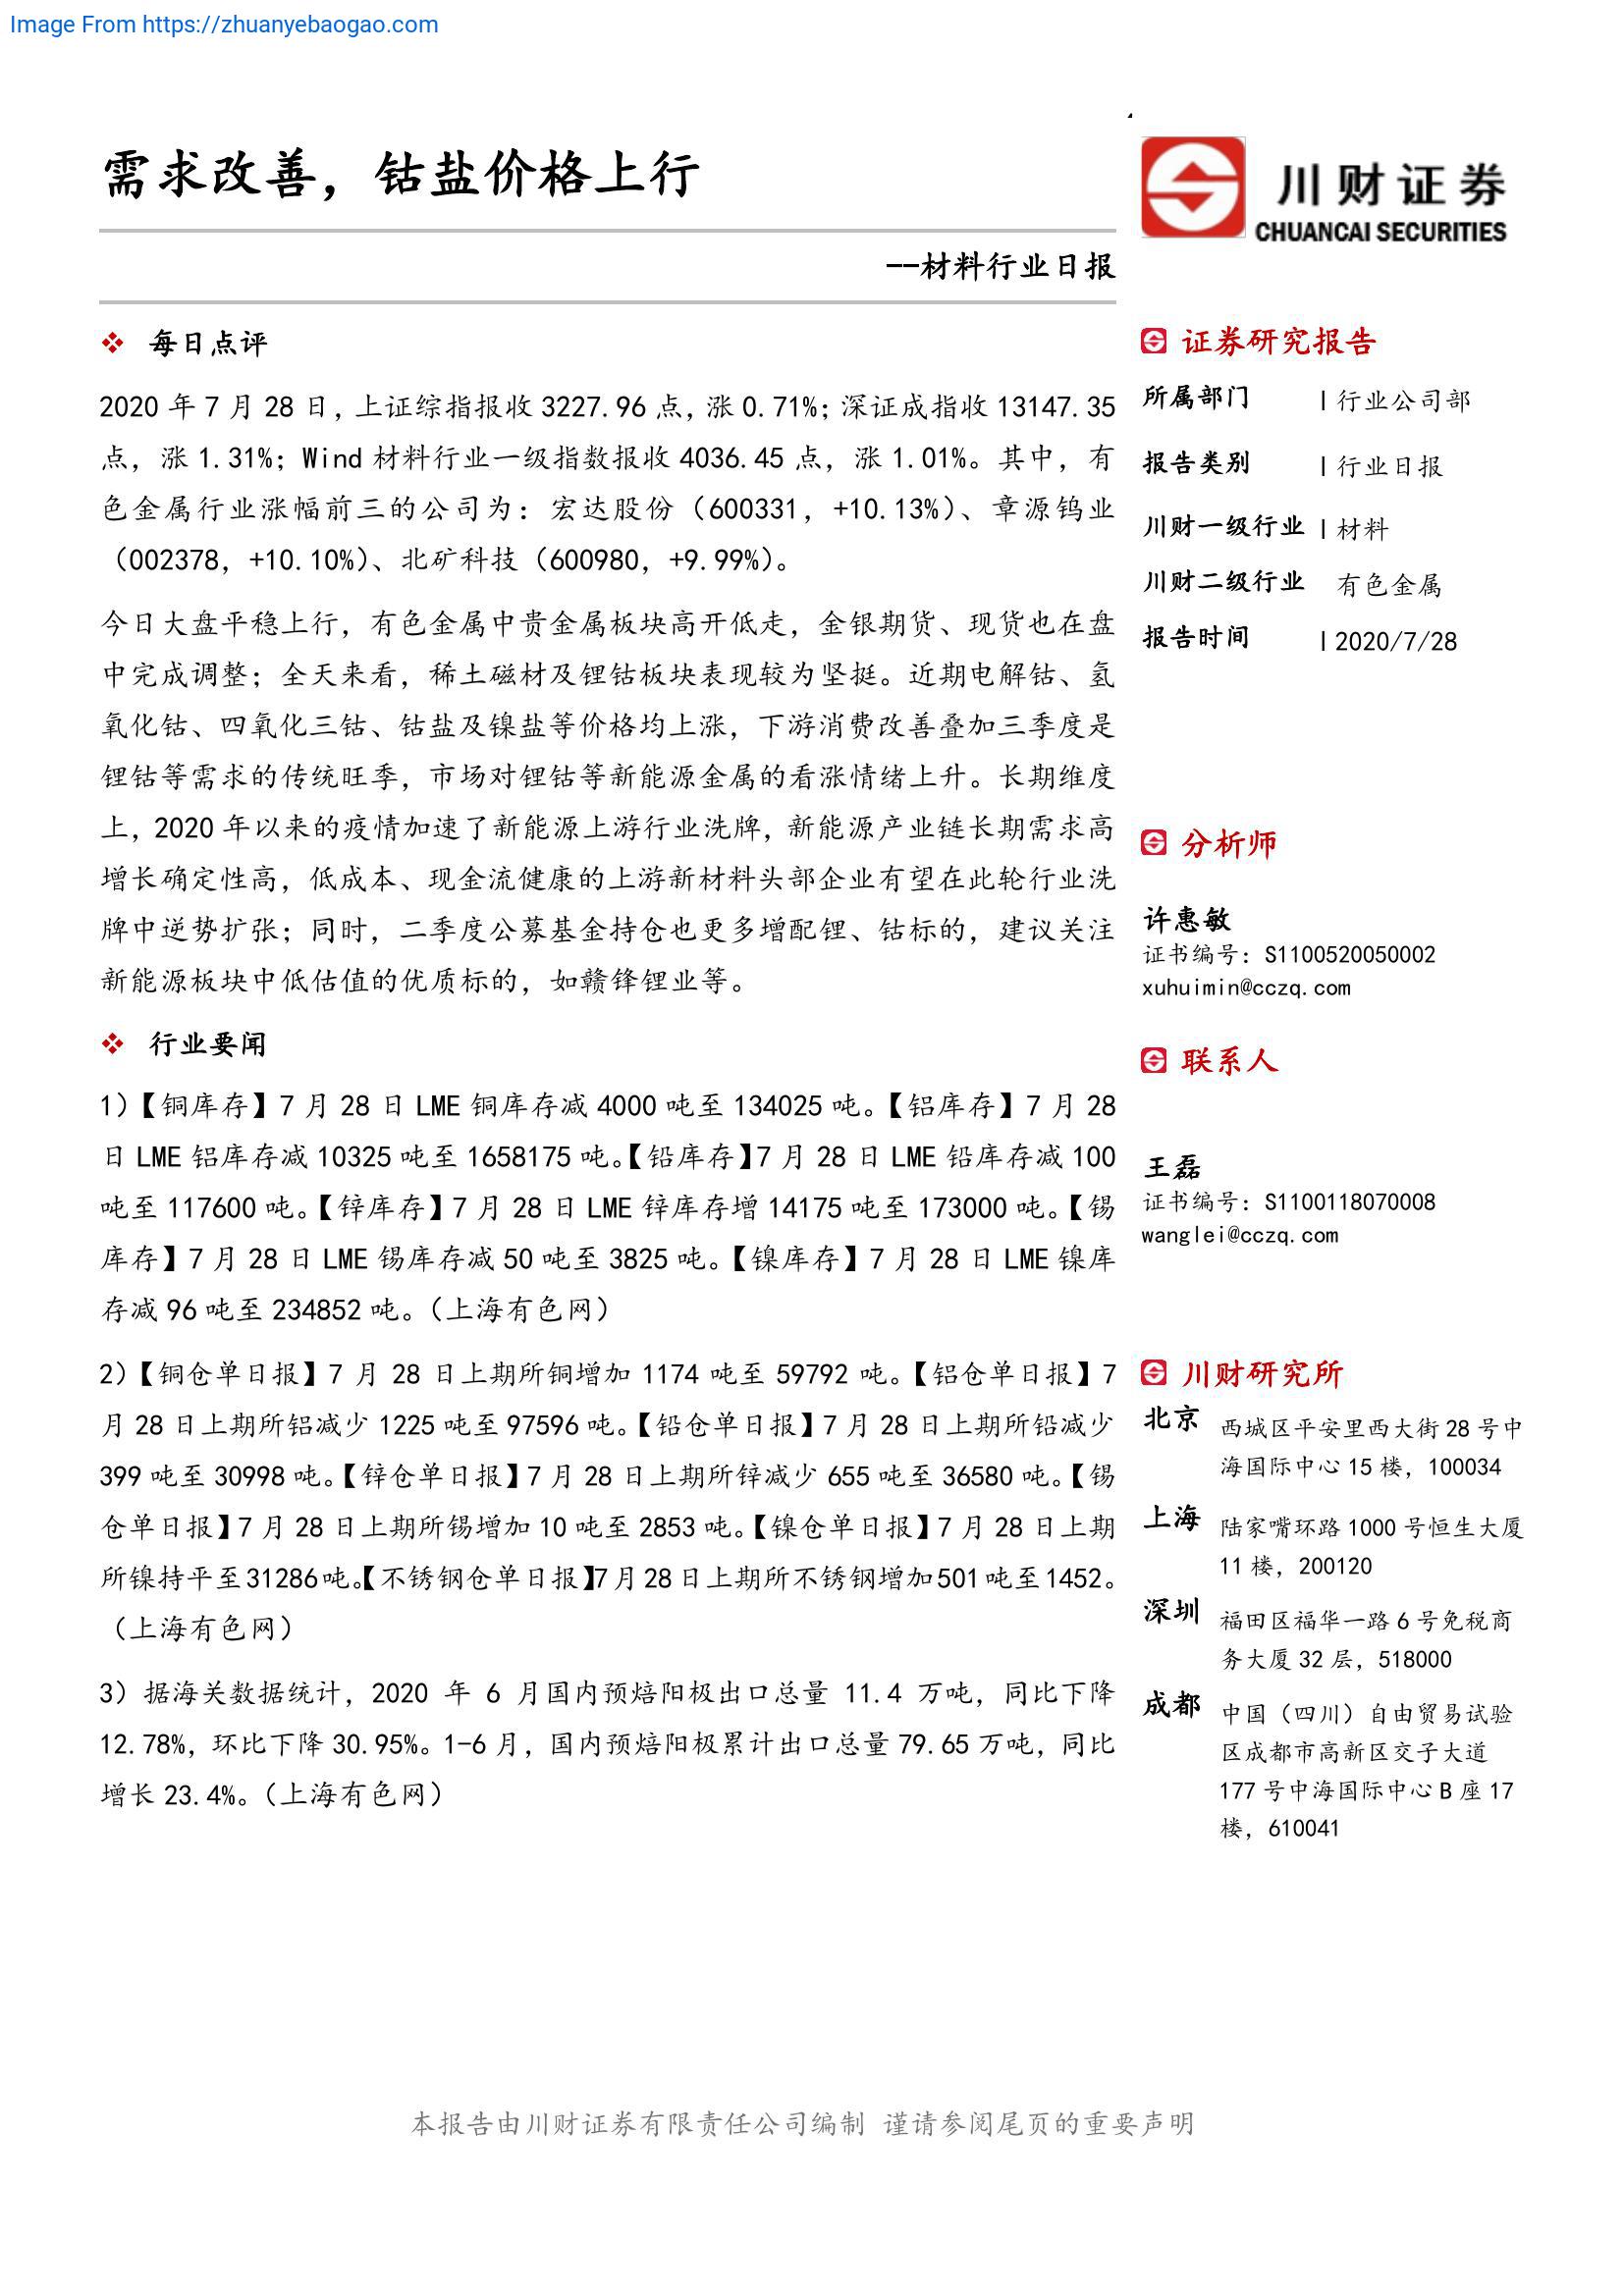 Image From https://zhuanyebaogao.com
需求改善，钴盐价格上行
川财证券
CHUANCAI SECURITIES
--材料行业日报
❖ 每日点评
2020 年 7 月 28 日，上证综指报收 3227.96 点，涨 0.71%；深证成指收 13147.35
点，涨 1.31%；Wind 材料行业一级指数报收 4036.45 点，涨 1.01%。其中，有
色金属行业涨幅前三的公司为：宏达股份（600331，+10.13%）、章源钨业
（002378，+10.10%）、北矿科技（600980，+9.99%）。
今日大盘平稳上行，有色金属中贵金属板块高开低走，金银期货、现货也在盘
中完成调整；全天来看，稀土磁材及锂钴板块表现较为坚挺。近期电解钴、氢
氧化钴、四氧化三钴、钴盐及镍盐等价格均上涨，下游消费改善叠加三季度是
锂钴等需求的传统旺季，市场对锂钴等新能源金属的看涨情绪上升。长期维度
上，2020 年以来的疫情加速了新能源上游行业洗牌，新能源产业链长期需求高
增长确定性高，低成本、现金流健康的上游新材料头部企业有望在此轮行业洗
牌中逆势扩张；同时，二季度公募基金持仓也更多增配锂、钴标的，建议关注
新能源板块中低估值的优质标的，如赣锋锂业等。
❖ 行业要闻
1）【铜库存】7 月 28 日 LME 铜库存减 4000 吨至 134025 吨。【铝库存】7 月 28
日 LME 铝库存减 10325 吨至 1658175 吨。【铅库存】7 月 28 日 LME 铅库存减 100
吨至 117600 吨。【锌库存】7 月 28 日 LME 锌库存增 14175 吨至 173000 吨。【锡
库存】7 月 28 日 LME 锡库存减 50 吨至 3825 吨。【镍库存】7 月 28 日 LME 镍库
存减 96 吨至 234852 吨。（上海有色网）
2）【铜仓单日报】7 月 28 日上期所铜增加 1174 吨至 59792 吨。【铝仓单日报】7
月 28 日上期所铝减少 1225 吨至 97596 吨。【铅仓单日报】7 月 28 日上期所铅减少
399 吨至 30998 吨。【锌仓单日报】7 月 28 日上期所锌减少 655 吨至 36580 吨。【锡
仓单日报】7 月 28 日上期所锡增加 10 吨至 2853 吨。【镍仓单日报】7 月 28 日上期
所镍持平至 31286 吨。【不锈钢仓单日报】7 月 28 日上期所不锈钢增加 501 吨至 1452。
（上海有色网）
3）据海关数据统计，2020 年 6 月国内预焙阳极出口总量 11.4 万吨，同比下降
12.78%，环比下降 30.95%。1-6 月，国内预焙阳极累计出口总量 79.65 万吨，同比
增长 23.4%。（上海有色网）
证券研究报告
所属部门 | 行业公司部
报告类别 | 行业日报
川财一级行业 | 材料
川财二级行业 有色金属
报告时间 | 2020/7/28
分析师
许惠敏
证书编号：S1100520050002
xuhuimin@cczq.com
联系人
王磊
证书编号：S1100118070008
wanglei@cczq.com
川财研究所
北京 西城区平安里西大街 28 号中
海国际中心 15 楼，100034
上海 陆家嘴环路 1000 号恒生大厦
11 楼，200120
深圳 福田区福华一路 6 号免税商
务大厦 32 层，518000
成都 中国（四川）自由贸易试验
区成都市高新区交子大道
177 号中海国际中心 B 座 17
楼，610041
本报告由川财证券有限责任公司编制 谨请参阅尾页的重要声明